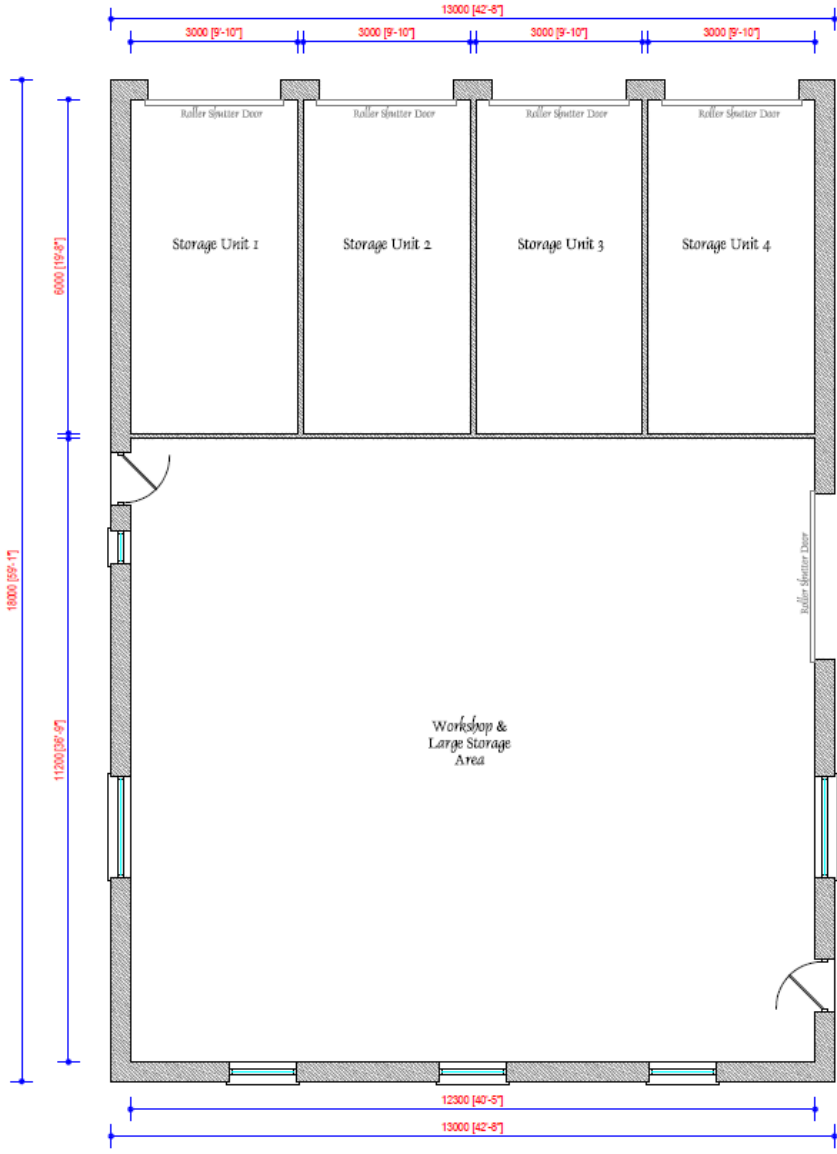 13000 [42'-8"]
3000 [9'-10"]
3000 [9'-10"]
3000 [9'-10"]
3000 [9'-10"]
Roller Shutter Door
Roller Shutter Door
Roller Shutter Door
Roller Shutter Door
Storage Unit 1
Storage Unit 2
Storage Unit 3
Storage Unit 4
6000 [19'-8"]
18000 [59'-1"]
Roller Shutter Door
11200 [36'-9"]
Workshop &
Large Storage
Area
12300 [40'-5"]
13000 [42'-8"]